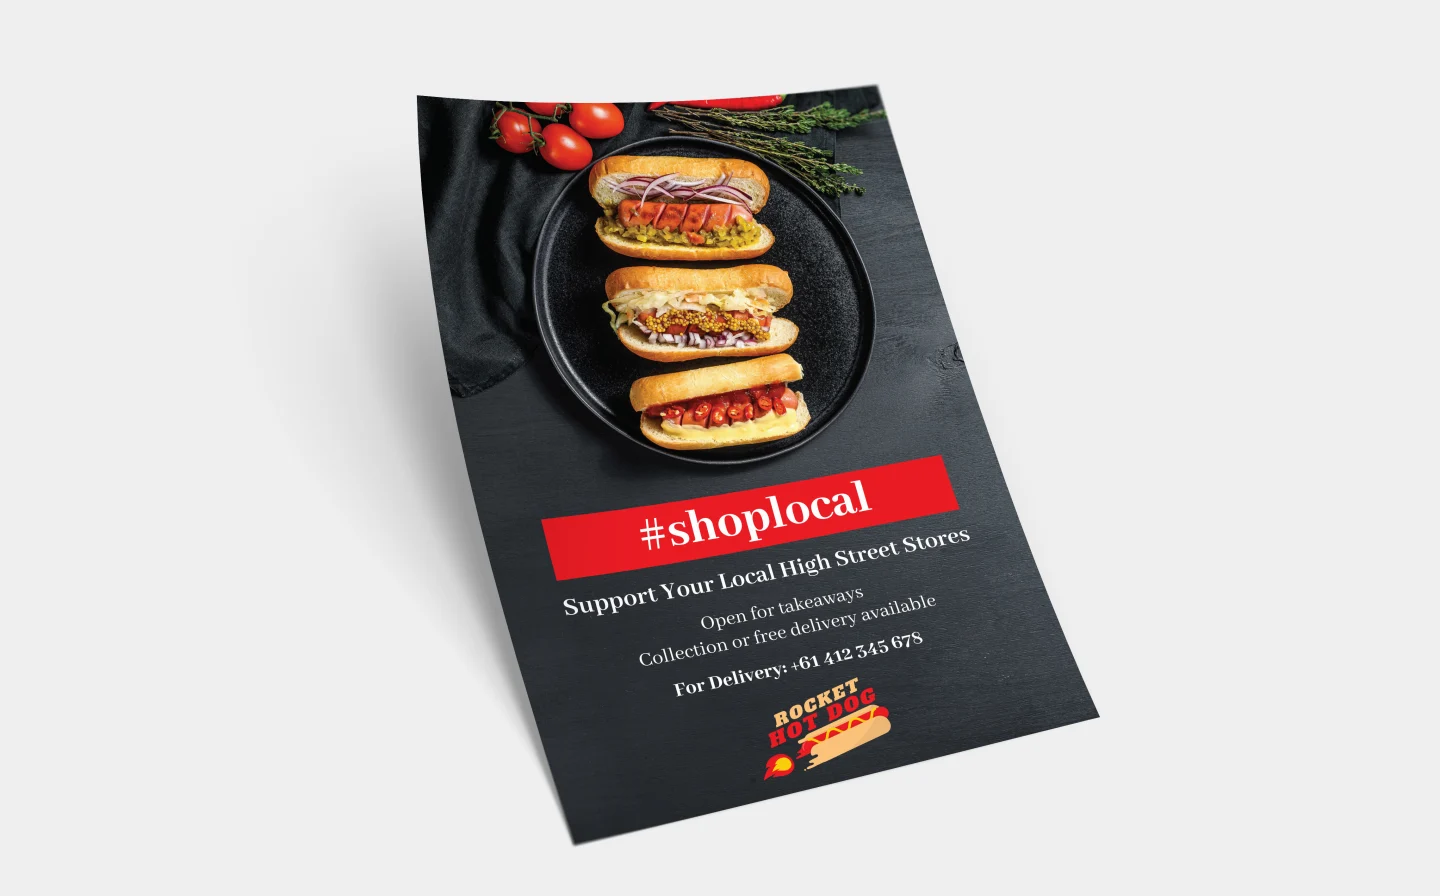 #shoplocal
Support Your Local High Street Stores
Open for takeaways
Collection or free delivery available
For Delivery: +61 412 345 678
ROCKET
HOT DOG